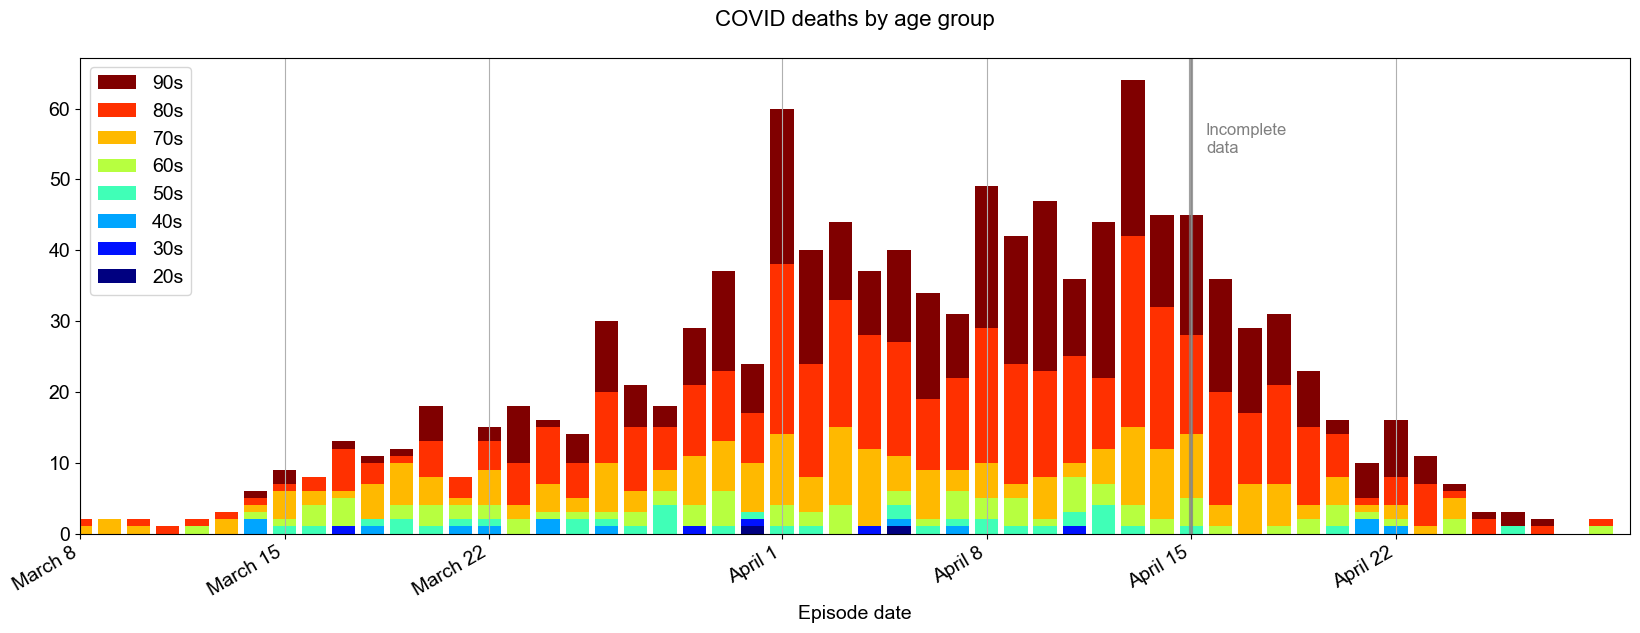 COVID deaths by age group
90s
80s
70s
60s
50s
40s
30s
20s
Incomplete
data
60
50
40
30
20
10
0
March 8
March 15
March 22
April 1
April 8
April 15
April 22
Episode date